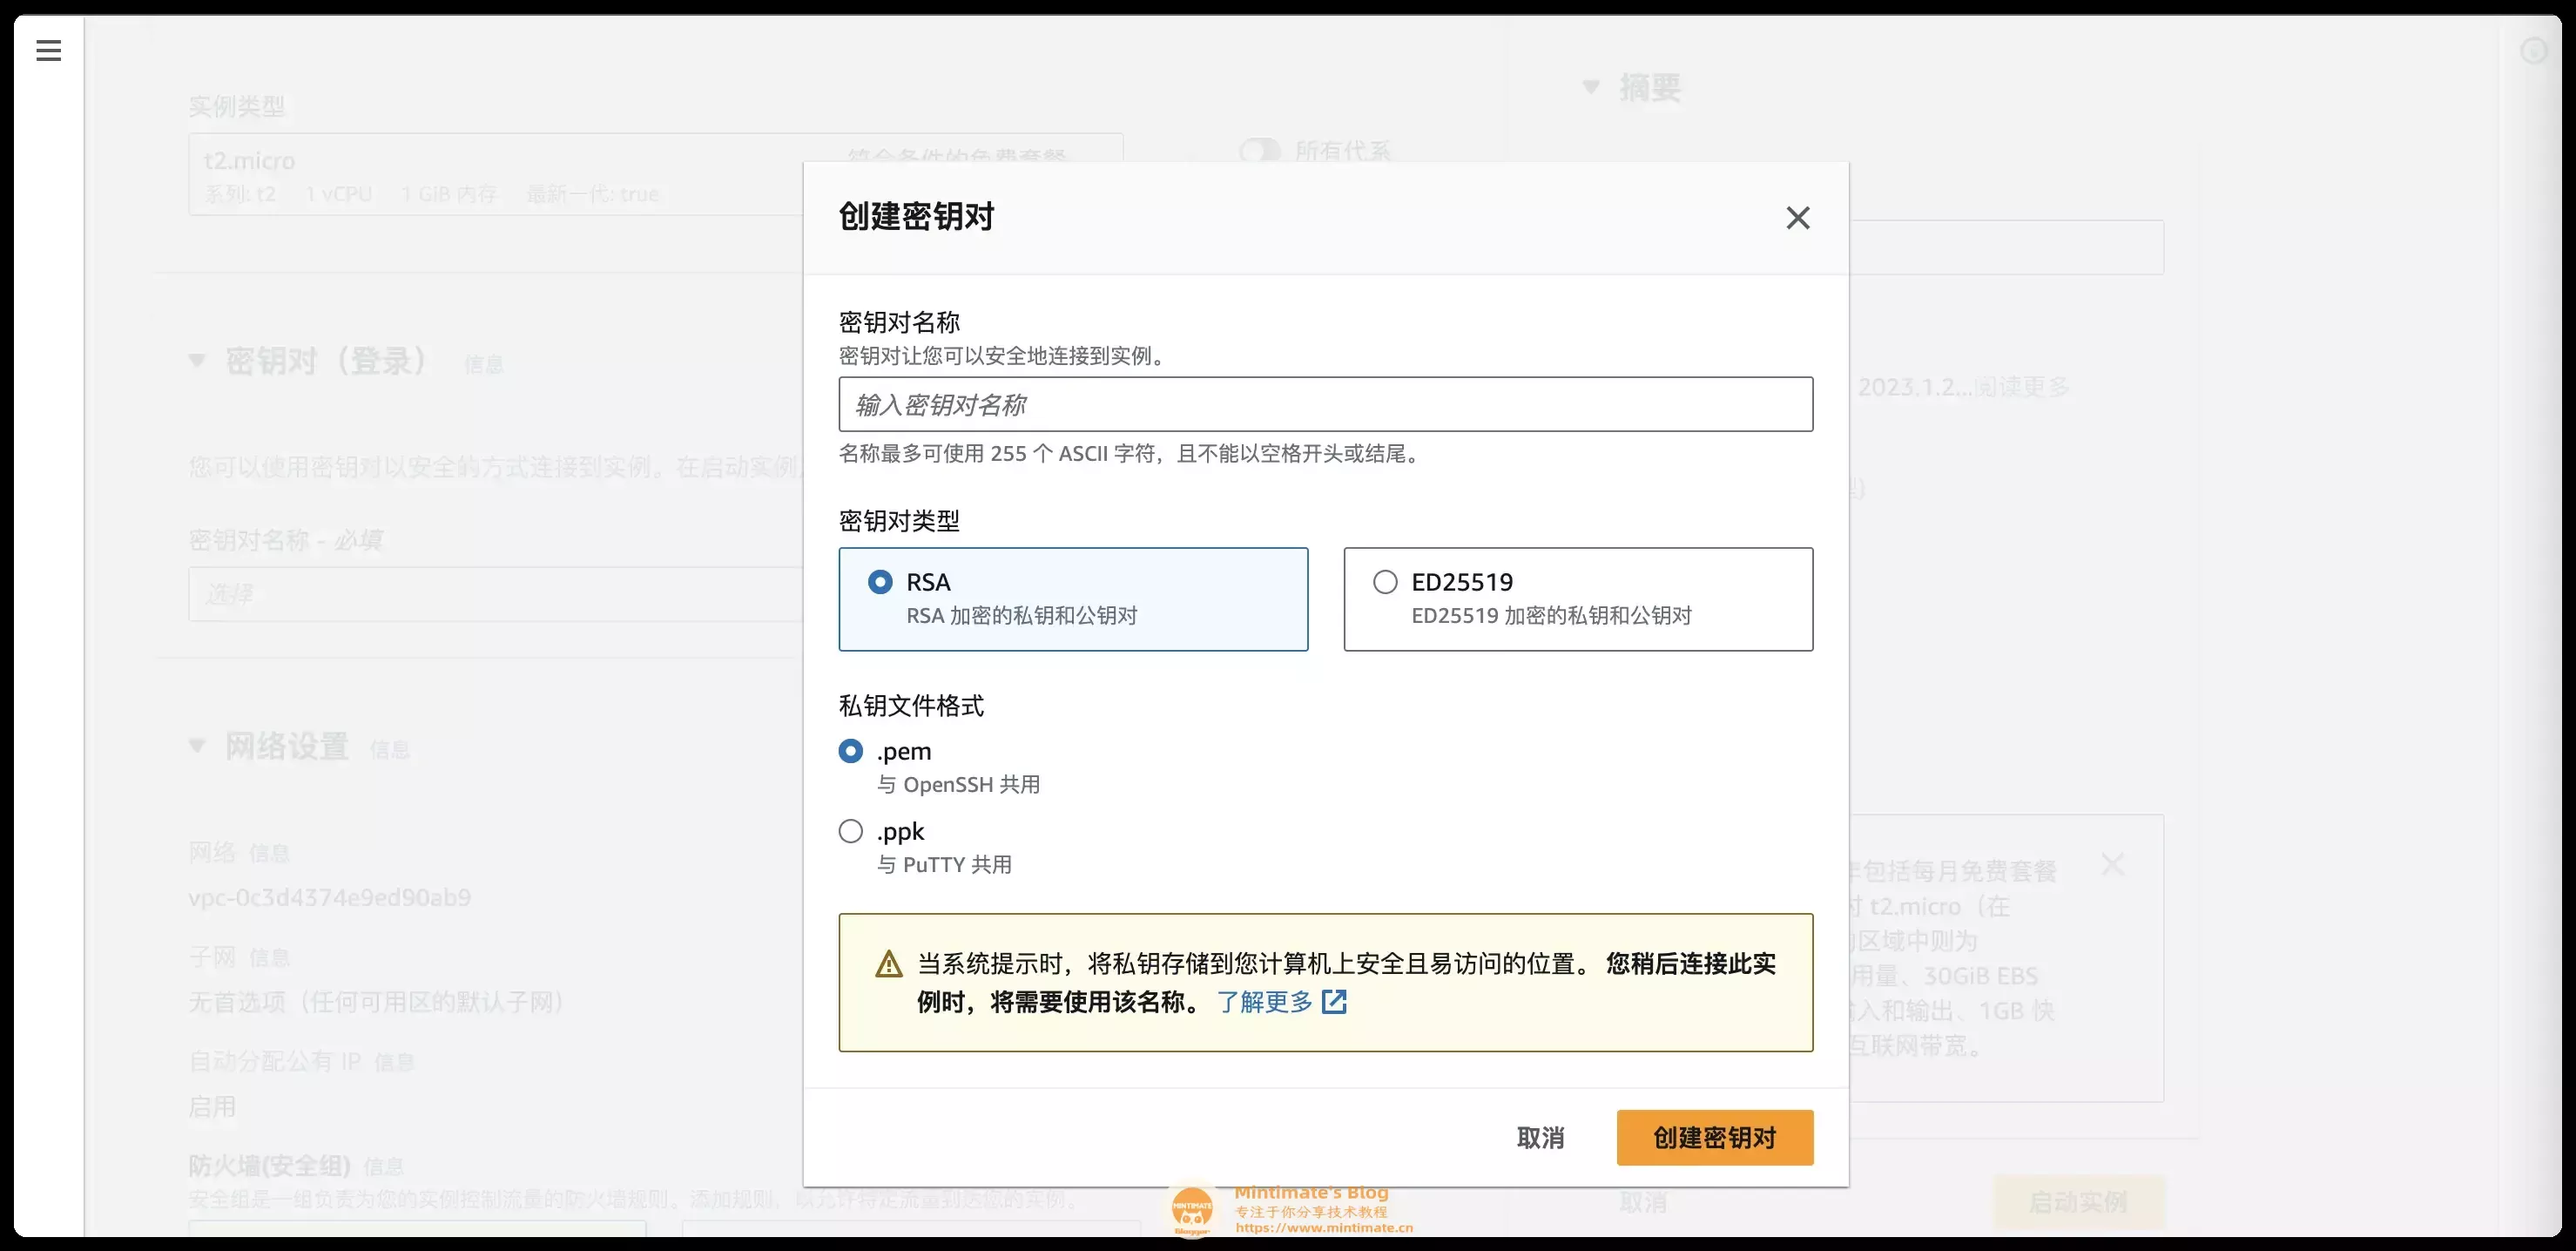 实例类型
t2.micro
系列: t2 1 vCPU 1 GiB 内存 最新一代: true
所有代系
摘要
密钥对（登录） 信息
您可以使用密钥对以安全的方式连接到实例。在启动实例
密钥对名称 - 必填
选择
网络设置 信息
网络 信息
vpc-0c3d4374e9ed90ab9
子网 信息
无首选项（任何可用区的默认子网）
自动分配公有 IP 信息
启用
防火墙(安全组) 信息
安全组是一组负责为您的实例控制流量的防火墙规则。添加规则，以允许特定流量到达您的实例。
创建密钥对
密钥对名称
密钥对让您可以安全地连接到实例。
输入密钥对名称
名称最多可使用 255 个 ASCII 字符，且不能以空格开头或结尾。
密钥对类型
RSA
RSA 加密的私钥和公钥对
ED25519
ED25519 加密的私钥和公钥对
私钥文件格式
.pem
与 OpenSSH 共用
.ppk
与 PuTTY 共用
当系统提示时，将私钥存储到您计算机上安全且易访问的位置。 您稍后连接此实
例时，将需要使用该名称。 了解更多
取消
创建密钥对
2023.1.2...阅读更多
包括每月免费套餐
t2.micro（在
区域中则为
用量、30GiB EBS
入和输出、1GB 快
互联网带宽。
取消
启动实例
MINTIMATE
Blogger
Mintimate's Blog
专注于你分享技术教程
https://www.mintimate.cn